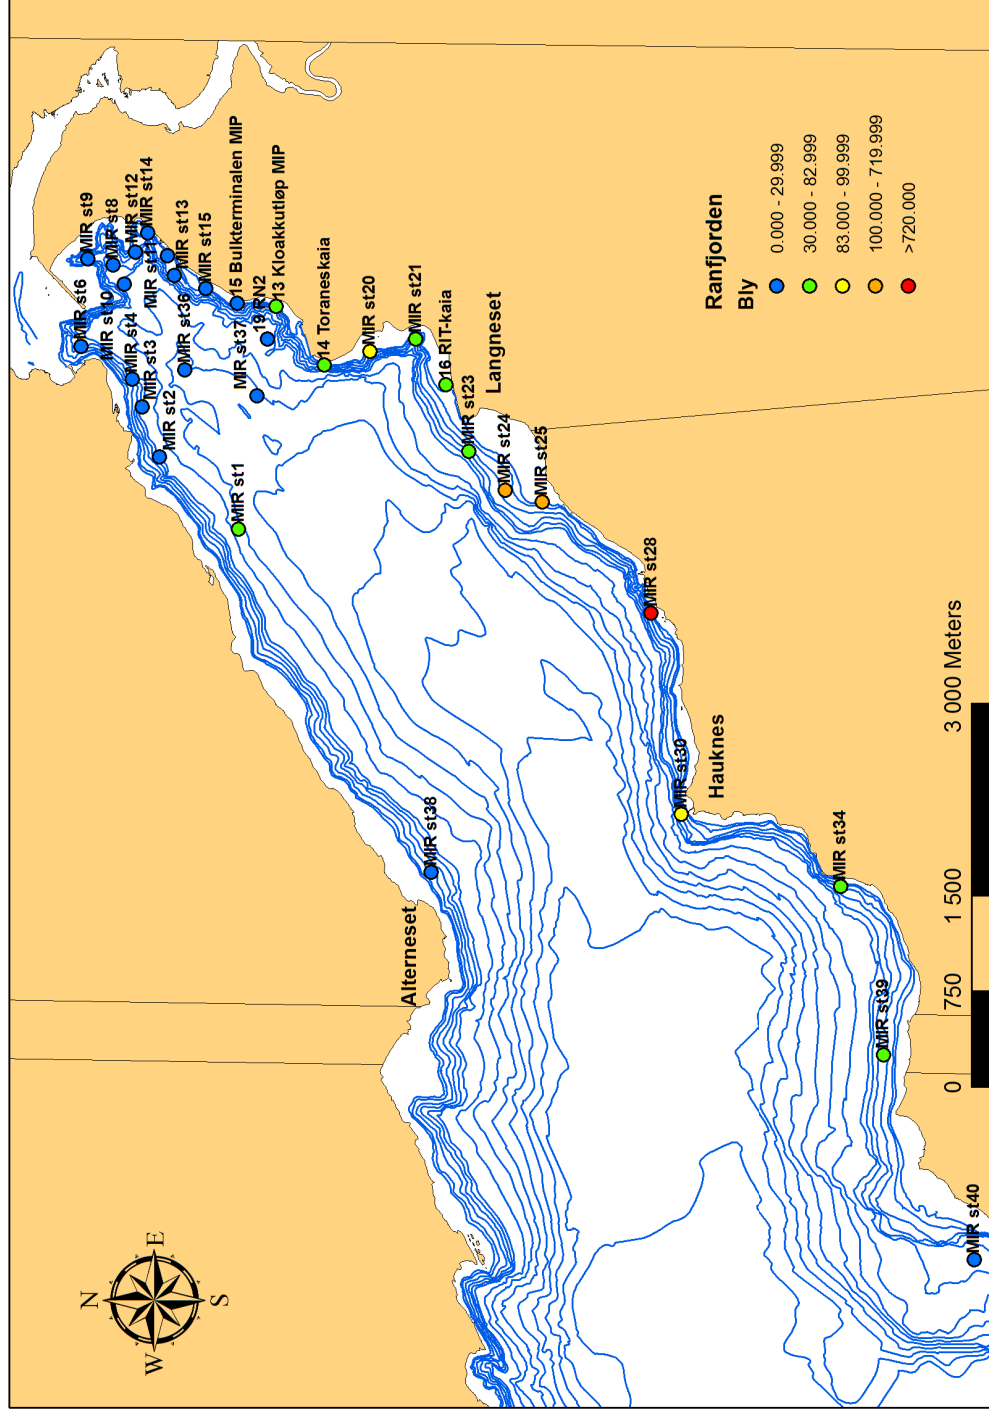 MIR st9
MIR st8
MIR st6
MIR st12
MIR st14
MIR st10
MIR st11
MIR st4
MIR st13
MIR st3
MIR st15
MIR st36
MIR st2
15 Bulkterminalen MIP
MIR st37
19 RN2
13 Kloakkutløp MIP
14 Toraneskaia
MIR st1
MIR st20
MIR st21
16 RIT-kaia
Langneset
MIR st23
MIR st24
MIR st25
MIR st28
MIR st38
Alterneset
MIR st30
Hauknes
MIR st34
MIR st39
MIR st40
Ranfjorden
Bly
0.000 - 29.999
30.000 - 82.999
83.000 - 99.999
100.000 - 719.999
>720.000
N
W E
S
0 750 1 500 3 000 Meters